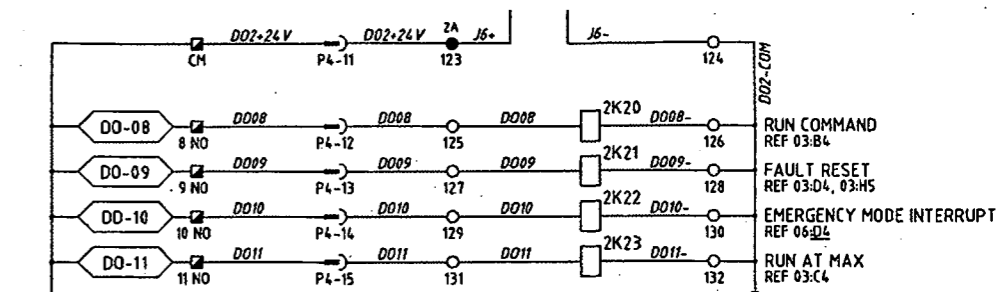 DO2+24V DO2+24V 2A J6+ J6-
CM P4-11 123 124
DO2-COM
DO-08 DO08 DO08 DO08 2K20 DO08- RUN COMMAND
8 NO P4-12 125 126 REF 03:B4
DO-09 DO09 DO09 DO09 2K21 DO09- FAULT RESET
9 NO P4-13 127 128 REF 03:D4, 03:H5
DO-10 DO10 DO10 DO10 2K22 DO10- EMERGENCY MODE INTERRUPT
10 NO P4-14 129 130 REF 06:D4
DO-11 DO11 DO11 DO11 2K23 DO11- RUN AT MAX
11 NO P4-15 131 132 REF 03:C4